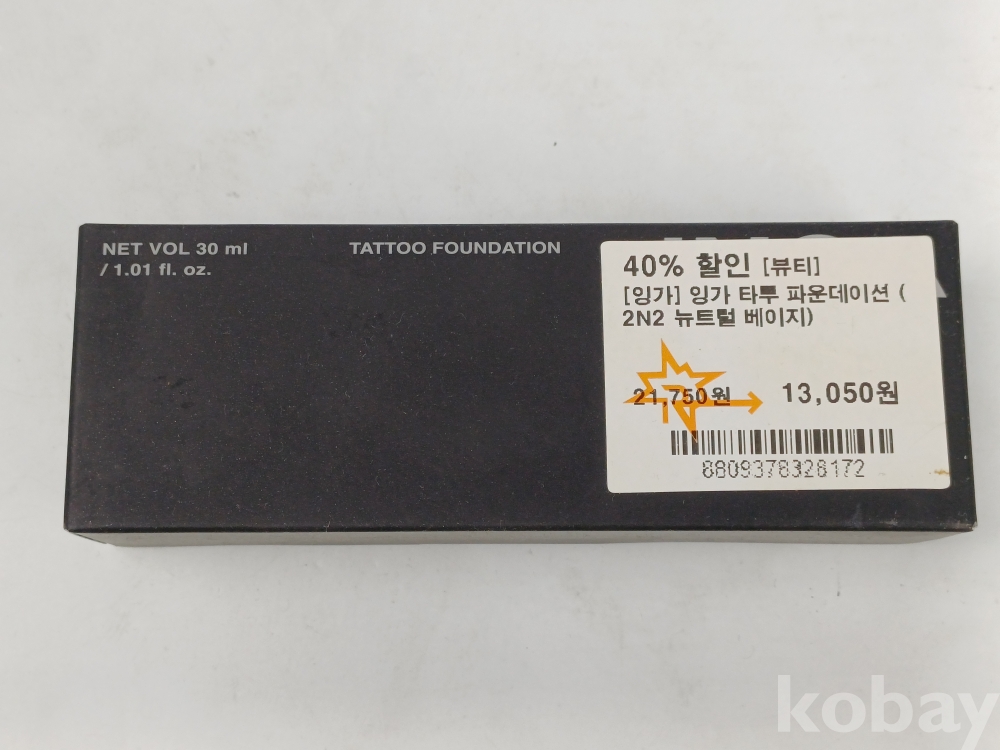 NET VOL 30 ml
/ 1.01 fl. oz.
TATTOO FOUNDATION
40% 할인 [뷰티]
[잉가] 잉가 타투 파운데이션 (
2N2 뉴트럴 베이지)
21,750원 13,050원
8809378328172
kobay